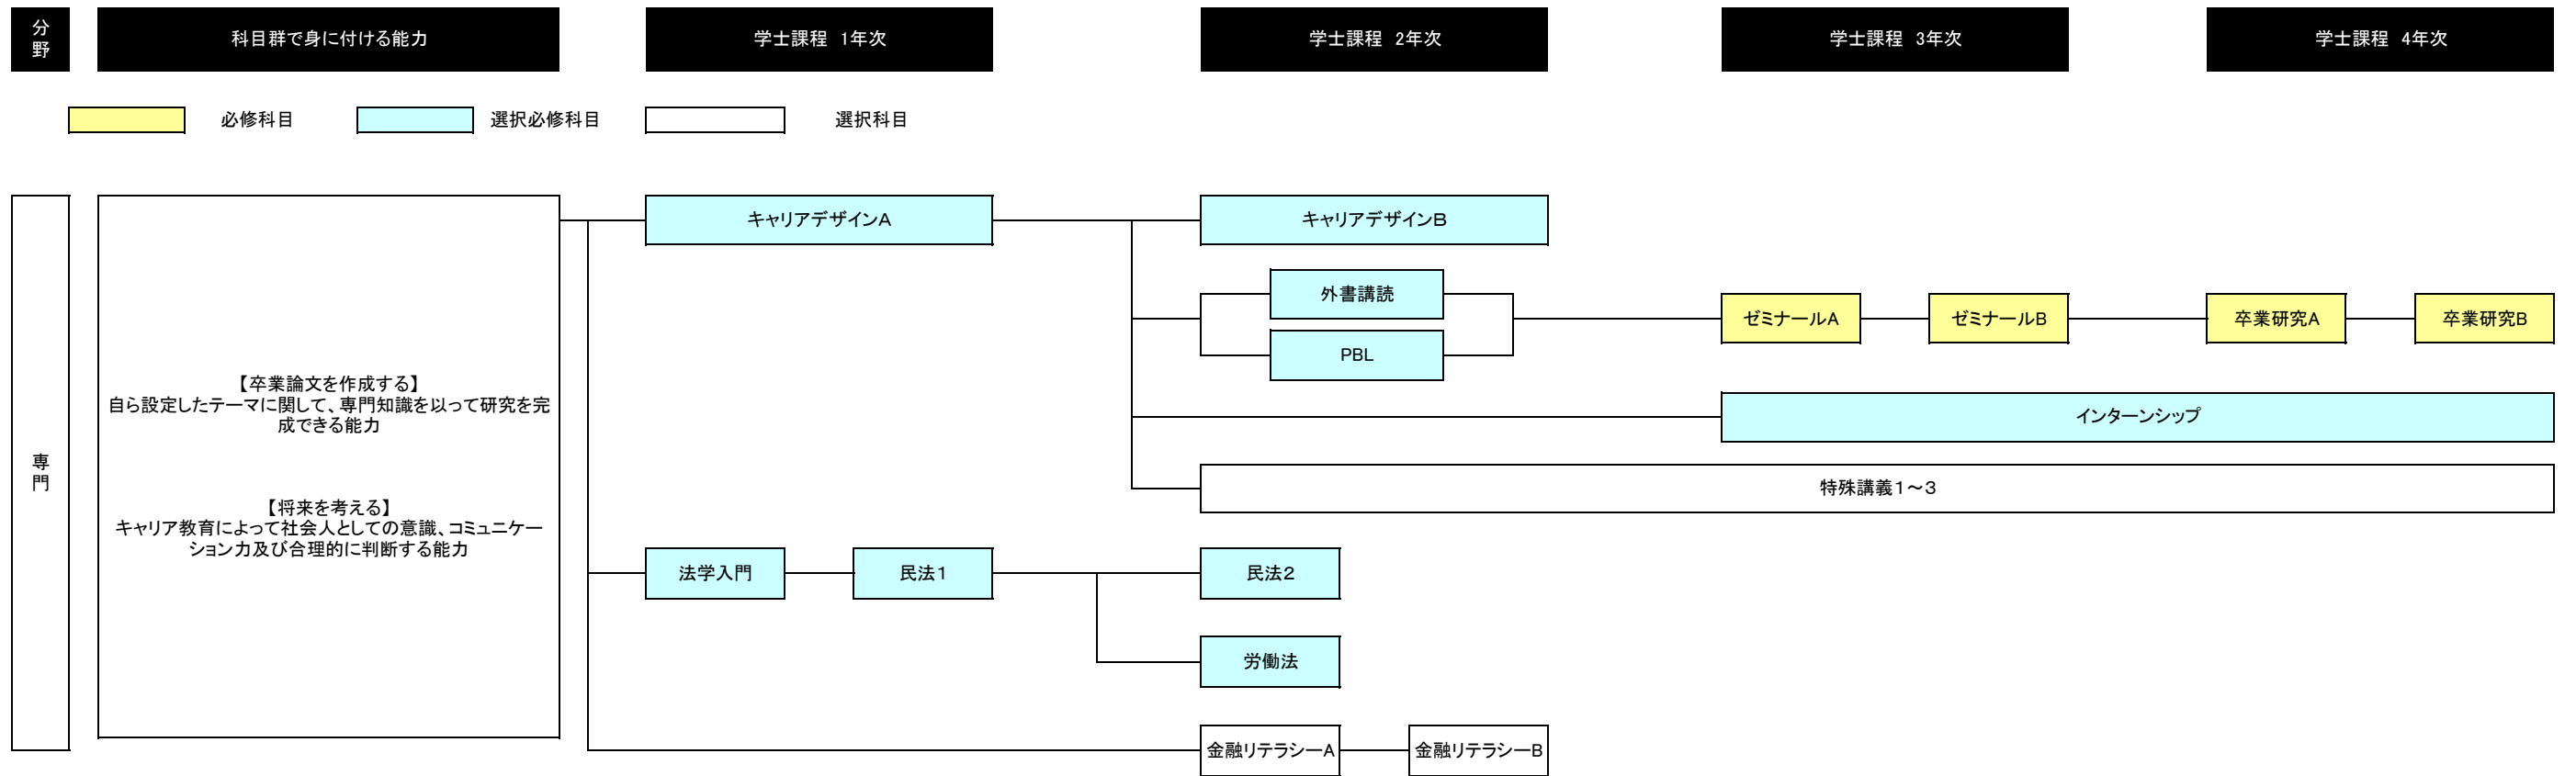 分
野
科目群で身に付ける能力
学士課程 1年次
学士課程 2年次
学士課程 3年次
学士課程 4年次
必修科目
選択必修科目
選択科目
専
門
【卒業論文を作成する】
自ら設定したテーマに関して、専門知識を以って研究を完
成できる能力
【将来を考える】
キャリア教育によって社会人としての意識、コミュニケー
ション力及び合理的に判断する能力
キャリアデザインA
キャリアデザインB
外書講読
PBL
ゼミナールA
ゼミナールB
卒業研究A
卒業研究B
インターンシップ
特殊講義1~3
法学入門
民法1
民法2
労働法
金融リテラシーA
金融リテラシーB